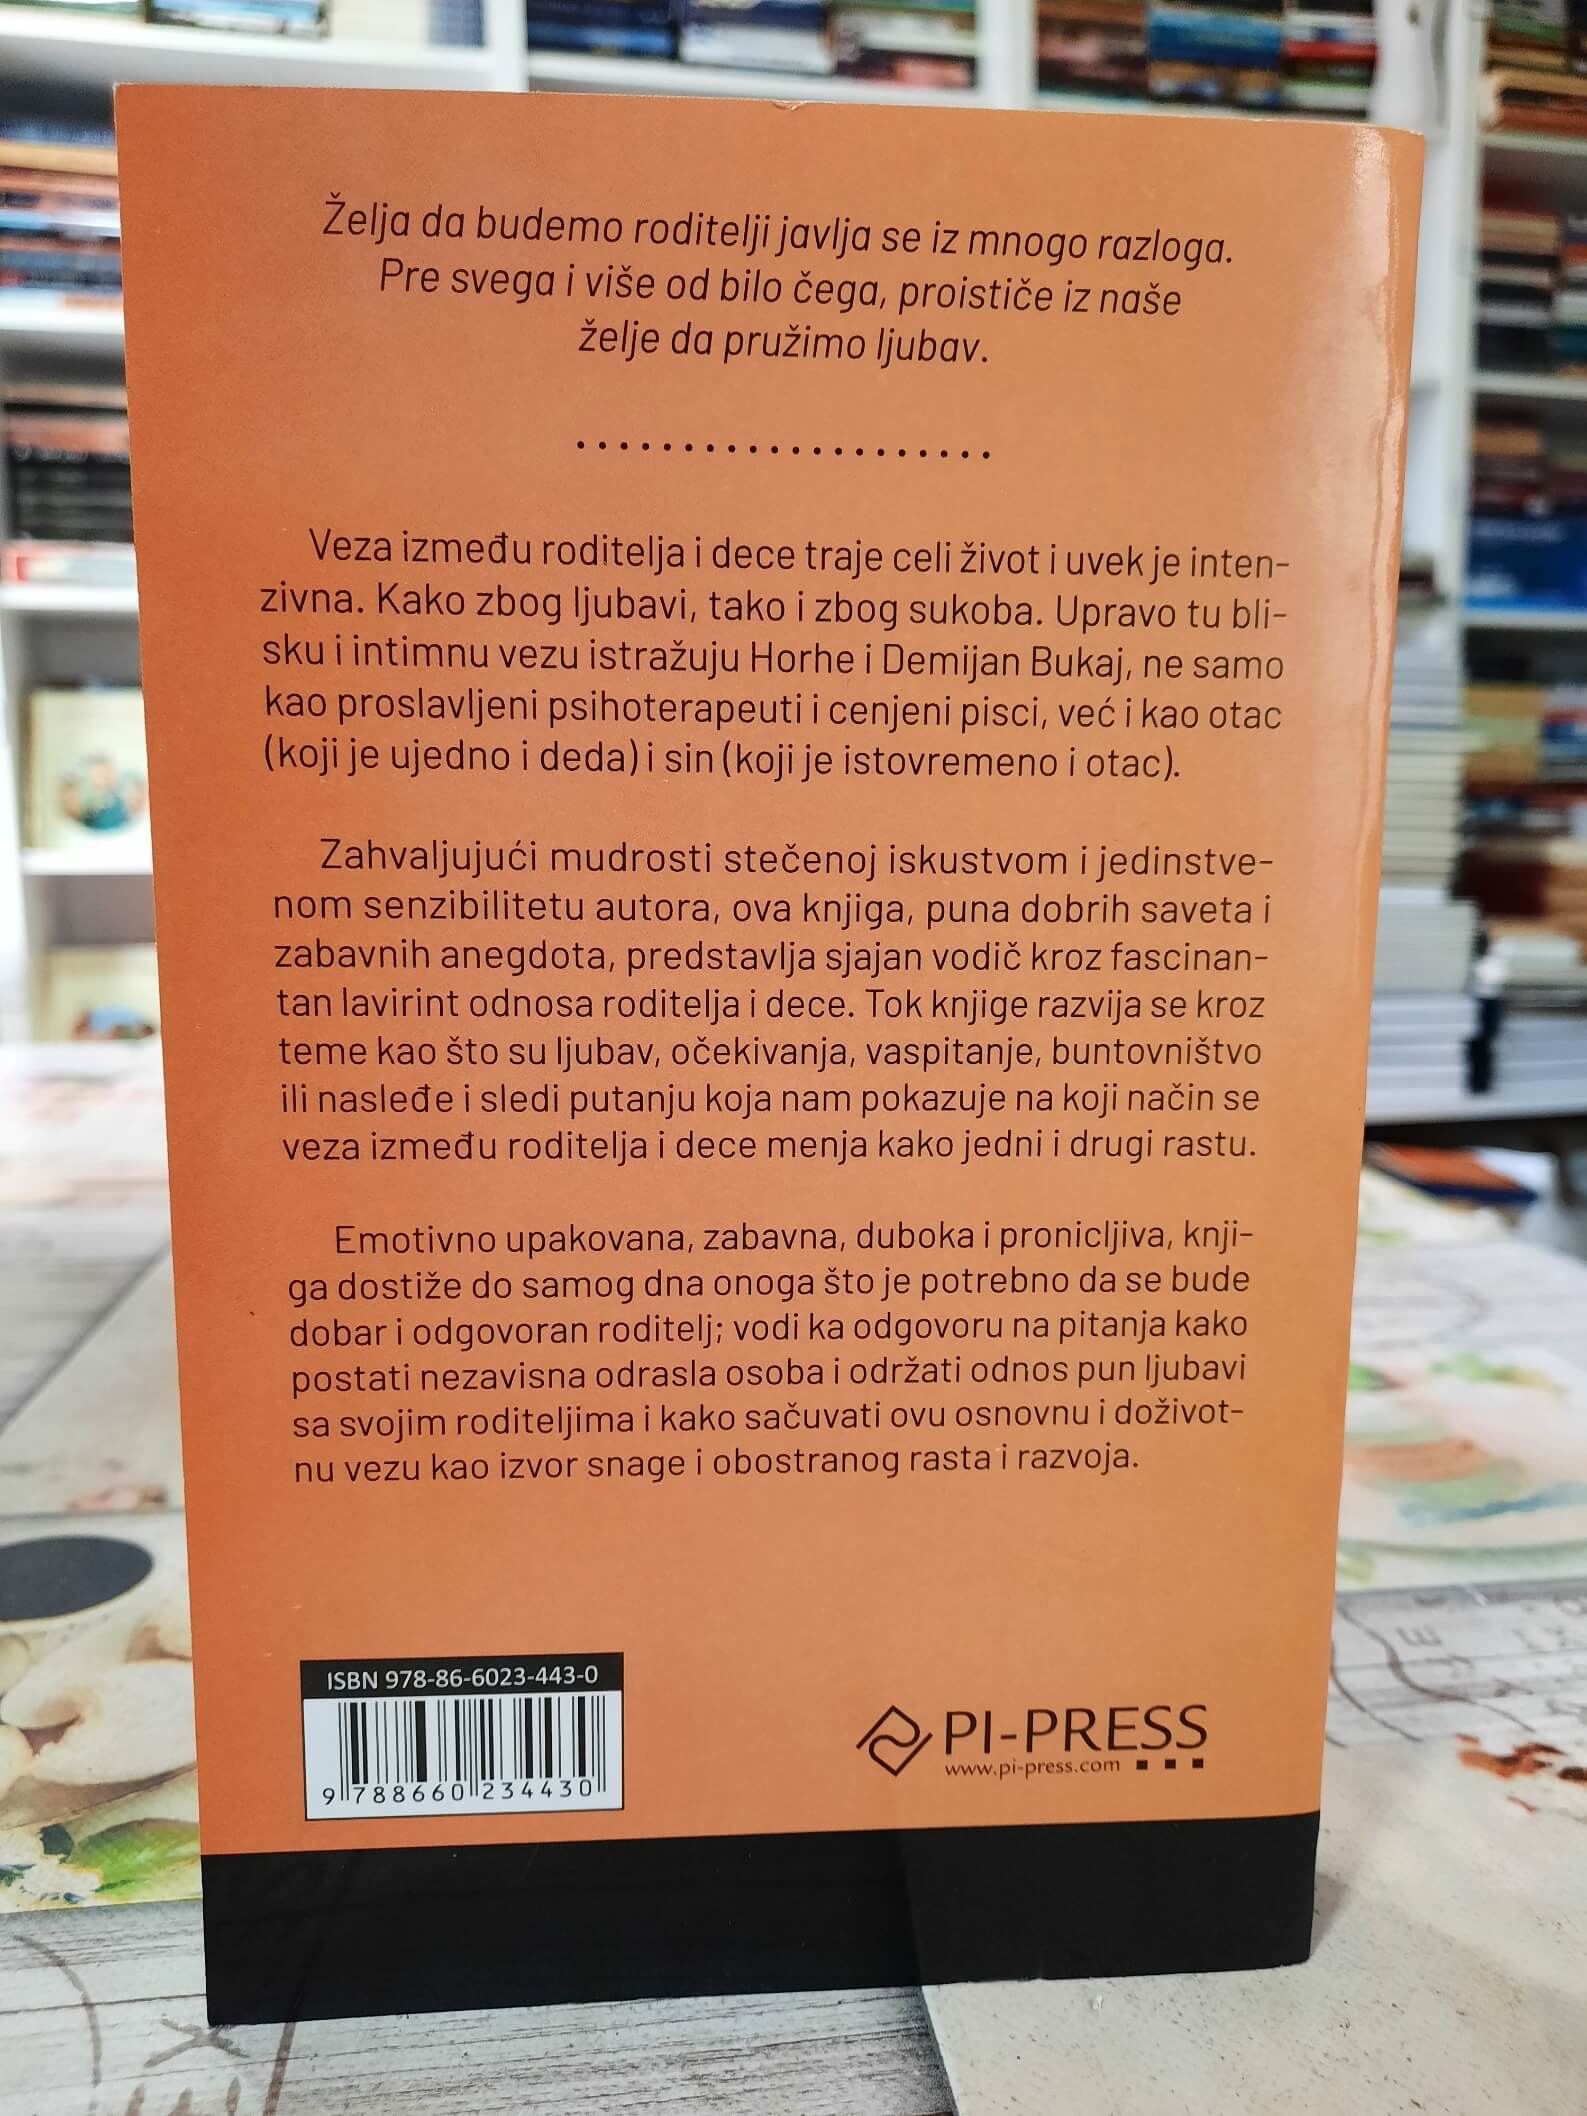 Želja da budemo roditelji javlja se iz mnogo razloga.
Pre svega i više od bilo čega, proističe iz naše
želje da pružimo ljubav.
....................
Veza između roditelja i dece traje celi život i uvek je inten-
zivna. Kako zbog ljubavi, tako i zbog sukoba. Upravo tu bli-
sku i intimnu vezu istražuju Horhe i Demijan Bukaj, ne samo
kao proslavljeni psihoterapeuti i cenjeni pisci, već i kao otac
(koji je ujedno i deda) i sin (koji je istovremeno i otac).
Zahvaljujući mudrosti stečenoj iskustvom i jedinstve-
nom senzibilitetu autora, ova knjiga, puna dobrih saveta i
zabavnih anegdota, predstavlja sjajan vodič kroz fascinan-
tan lavirint odnosa roditelja i dece. Tok knjige razvija se kroz
teme kao što su ljubav, očekivanja, vaspitanje, buntovništvo
ili nasleđe i sledi putanju koja nam pokazuje na koji način se
veza između roditelja i dece menja kako jedni i drugi rastu.
Emotivno upakovana, zabavna, duboka i pronicljiva, knji-
ga dostiže do samog dna onoga što je potrebno da se bude
dobar i odgovoran roditelj; vodi ka odgovoru na pitanja kako
postati nezavisna odrasla osoba i održati odnos pun ljubavi
sa svojim roditeljima i kako sačuvati ovu osnovnu i doživot-
nu vezu kao izvor snage i obostranog rasta i razvoja.
ISBN 978-86-6023-443-0
9 788660 234430
PI-PRESS
www.pi-press.com